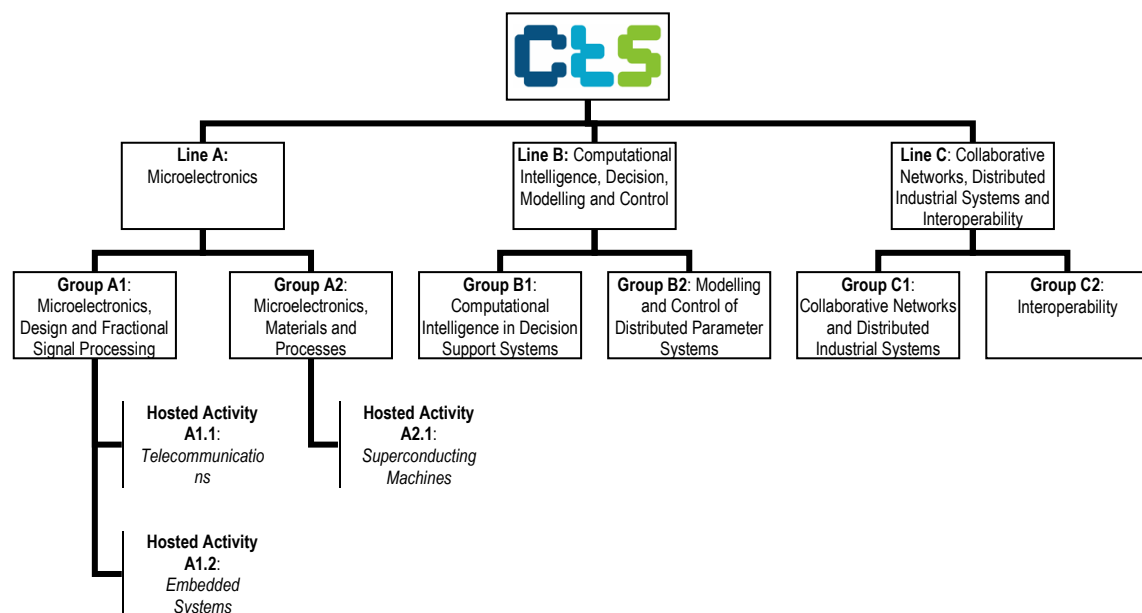 CtS
Line A:
Microelectronics
Line B: Computational
Intelligence, Decision,
Modelling and Control
Line C: Collaborative
Networks, Distributed
Industrial Systems and
Interoperability
Group A1:
Microelectronics,
Design and Fractional
Signal Processing
Group A2:
Microelectronics,
Materials and
Processes
Group B1:
Computational
Intelligence in Decision
Support Systems
Group B2: Modelling
and Control of
Distributed Parameter
Systems
Group C1:
Collaborative Networks
and Distributed
Industrial Systems
Group C2:
Interoperability
Hosted Activity
A1.1:
Telecommunicatio
ns
Hosted Activity
A2.1:
Superconducting
Machines
Hosted Activity
A1.2:
Embedded
Systems